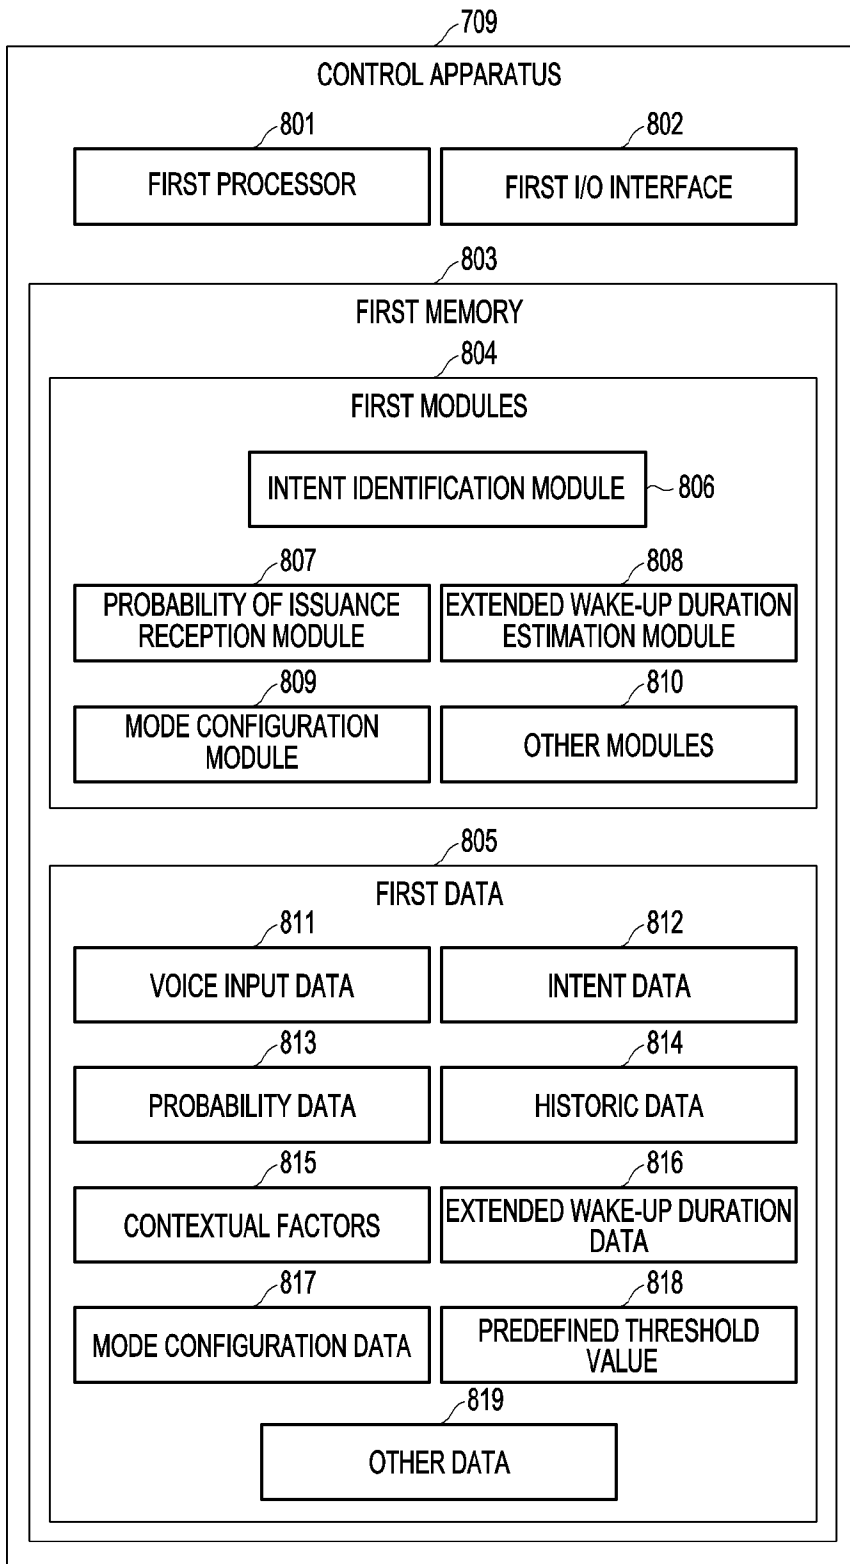 709
CONTROL APPARATUS
801
802
FIRST PROCESSOR
FIRST I/O INTERFACE
803
FIRST MEMORY
804
FIRST MODULES
INTENT IDENTIFICATION MODULE
806
807
808
PROBABILITY OF ISSUANCE
RECEPTION MODULE
EXTENDED WAKE-UP DURATION
ESTIMATION MODULE
809
810
MODE CONFIGURATION
MODULE
OTHER MODULES
805
FIRST DATA
811
812
VOICE INPUT DATA
INTENT DATA
813
814
PROBABILITY DATA
HISTORIC DATA
815
816
CONTEXTUAL FACTORS
EXTENDED WAKE-UP DURATION
DATA
817
818
MODE CONFIGURATION DATA
PREDEFINED THRESHOLD
VALUE
819
OTHER DATA